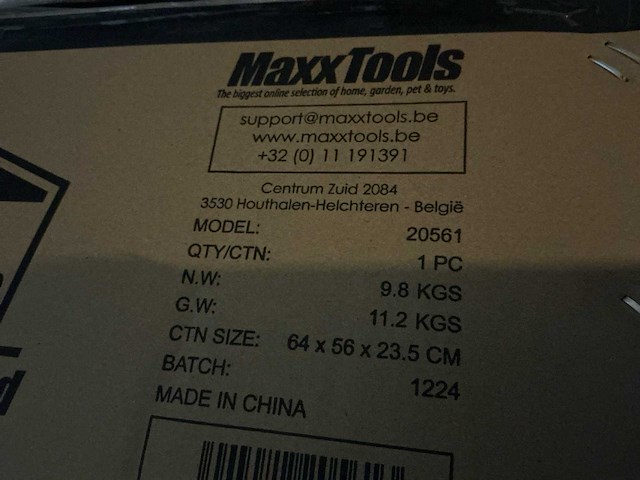 MaxxTools
The biggest online selection of home, garden, pet & toys.
support@maxxtools.be
www.maxxtools.be
+32 (0) 11 191391
Centrum Zuid 2084
3530 Houthalen-Helchteren - België
MODEL: 20561
QTY/CTN: 1 PC
N.W: 9.8 KGS
G.W: 11.2 KGS
CTN SIZE: 64 x 56 x 23.5 CM
BATCH: 1224
MADE IN CHINA